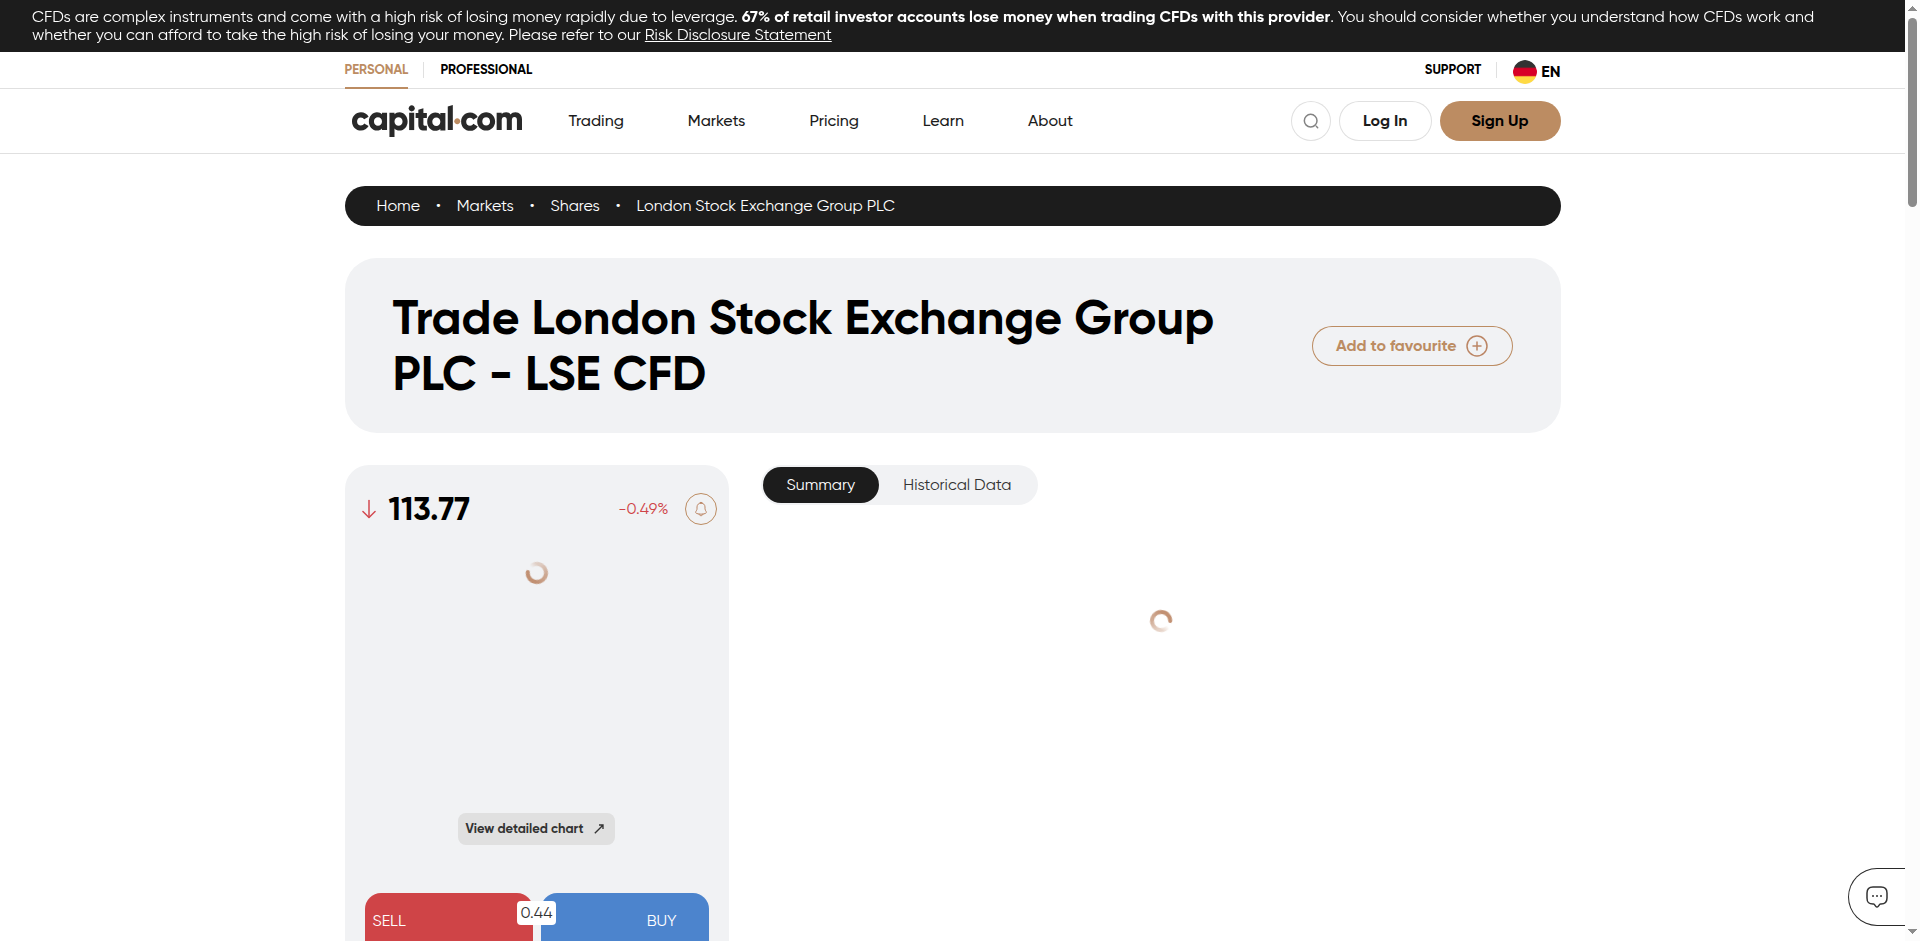 CFDs are complex instruments and come with a high risk of losing money rapidly due to leverage. 67% of retail investor accounts lose money when trading CFDs with this provider. You should consider whether you understand how CFDs work and
whether you can afford to take the high risk of losing your money. Please refer to our Risk Disclosure Statement
PERSONAL PROFESSIONAL SUPPORT EN
capital.com Trading Markets Pricing Learn About Log In Sign Up
Home • Markets • Shares • London Stock Exchange Group PLC
Trade London Stock Exchange Group
PLC - LSE CFD
Add to favourite
Summary Historical Data
113.77 -0.49%
View detailed chart
SELL 0.44 BUY